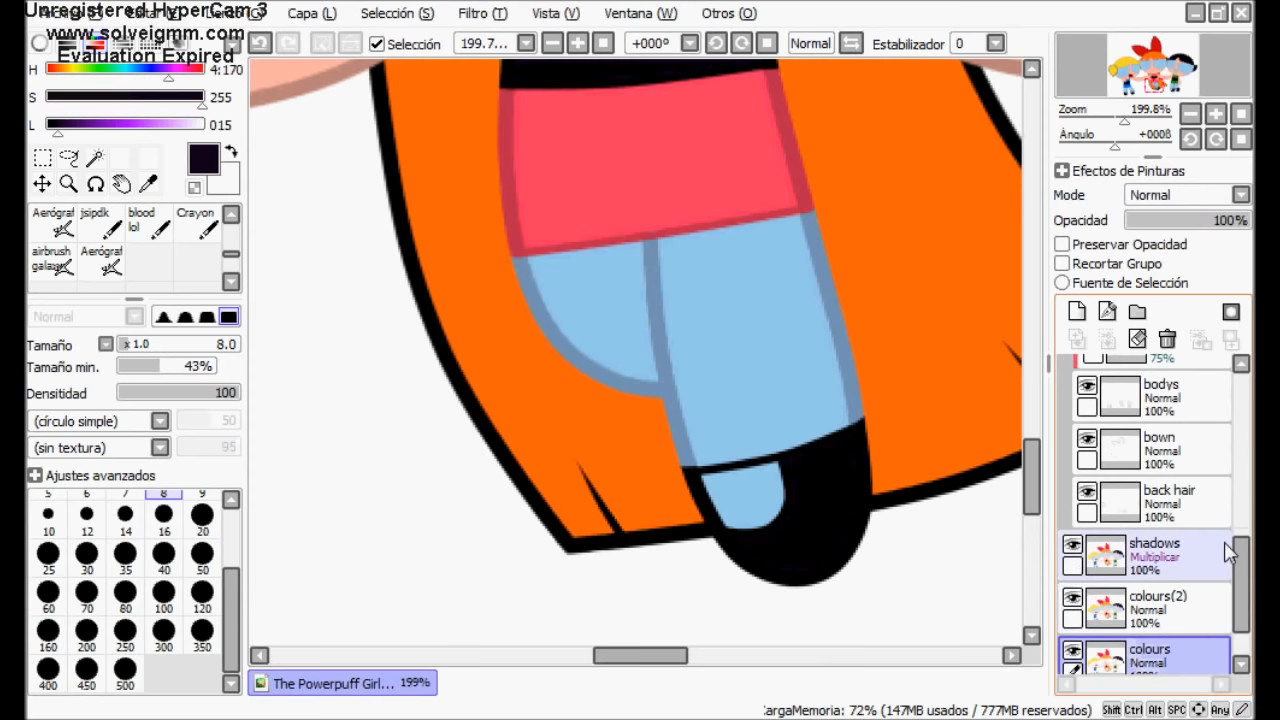 Unregistered HyperCam 3
www.solveigmm.com
Evaluation Expired
Capa (L)
Selección (S)
Filtro (T)
Vista (V)
Ventana (W)
Otros (O)
Selección
199.7...
+000º
Normal
Estabilizador
0
H
4:170
S
255
L
015
Aerógraf
jsipdk
blood
lol
Crayon
airbrush
Aerógraf
Normal
Tamaño
x 1.0
8.0
Tamaño min.
43%
Densitidad
100
(círculo simple)
50
(sin textura)
95
Ajustes avanzados
5 6 7 8 9
10 12 14 16 20
25 30 35 40 50
60 70 80 100 120
160 200 250 300 350
400 450 500
The Powerpuff Girl...
199%
Zoom
199.8%
Ángulo
Efectos de Pinturas
Mode
Normal
Opacidad
100%
Preservar Opacidad
Recortar Grupo
Fuente de Selección
75%
bodys
Normal
100%
bown
Normal
100%
back hair
Normal
100%
shadows
Multiplicar
100%
colours(2)
Normal
100%
colours
Normal
CargaMemoria: 72% (147MB usados / 777MB reservados)
Shift Ctrl Alt SPC Any